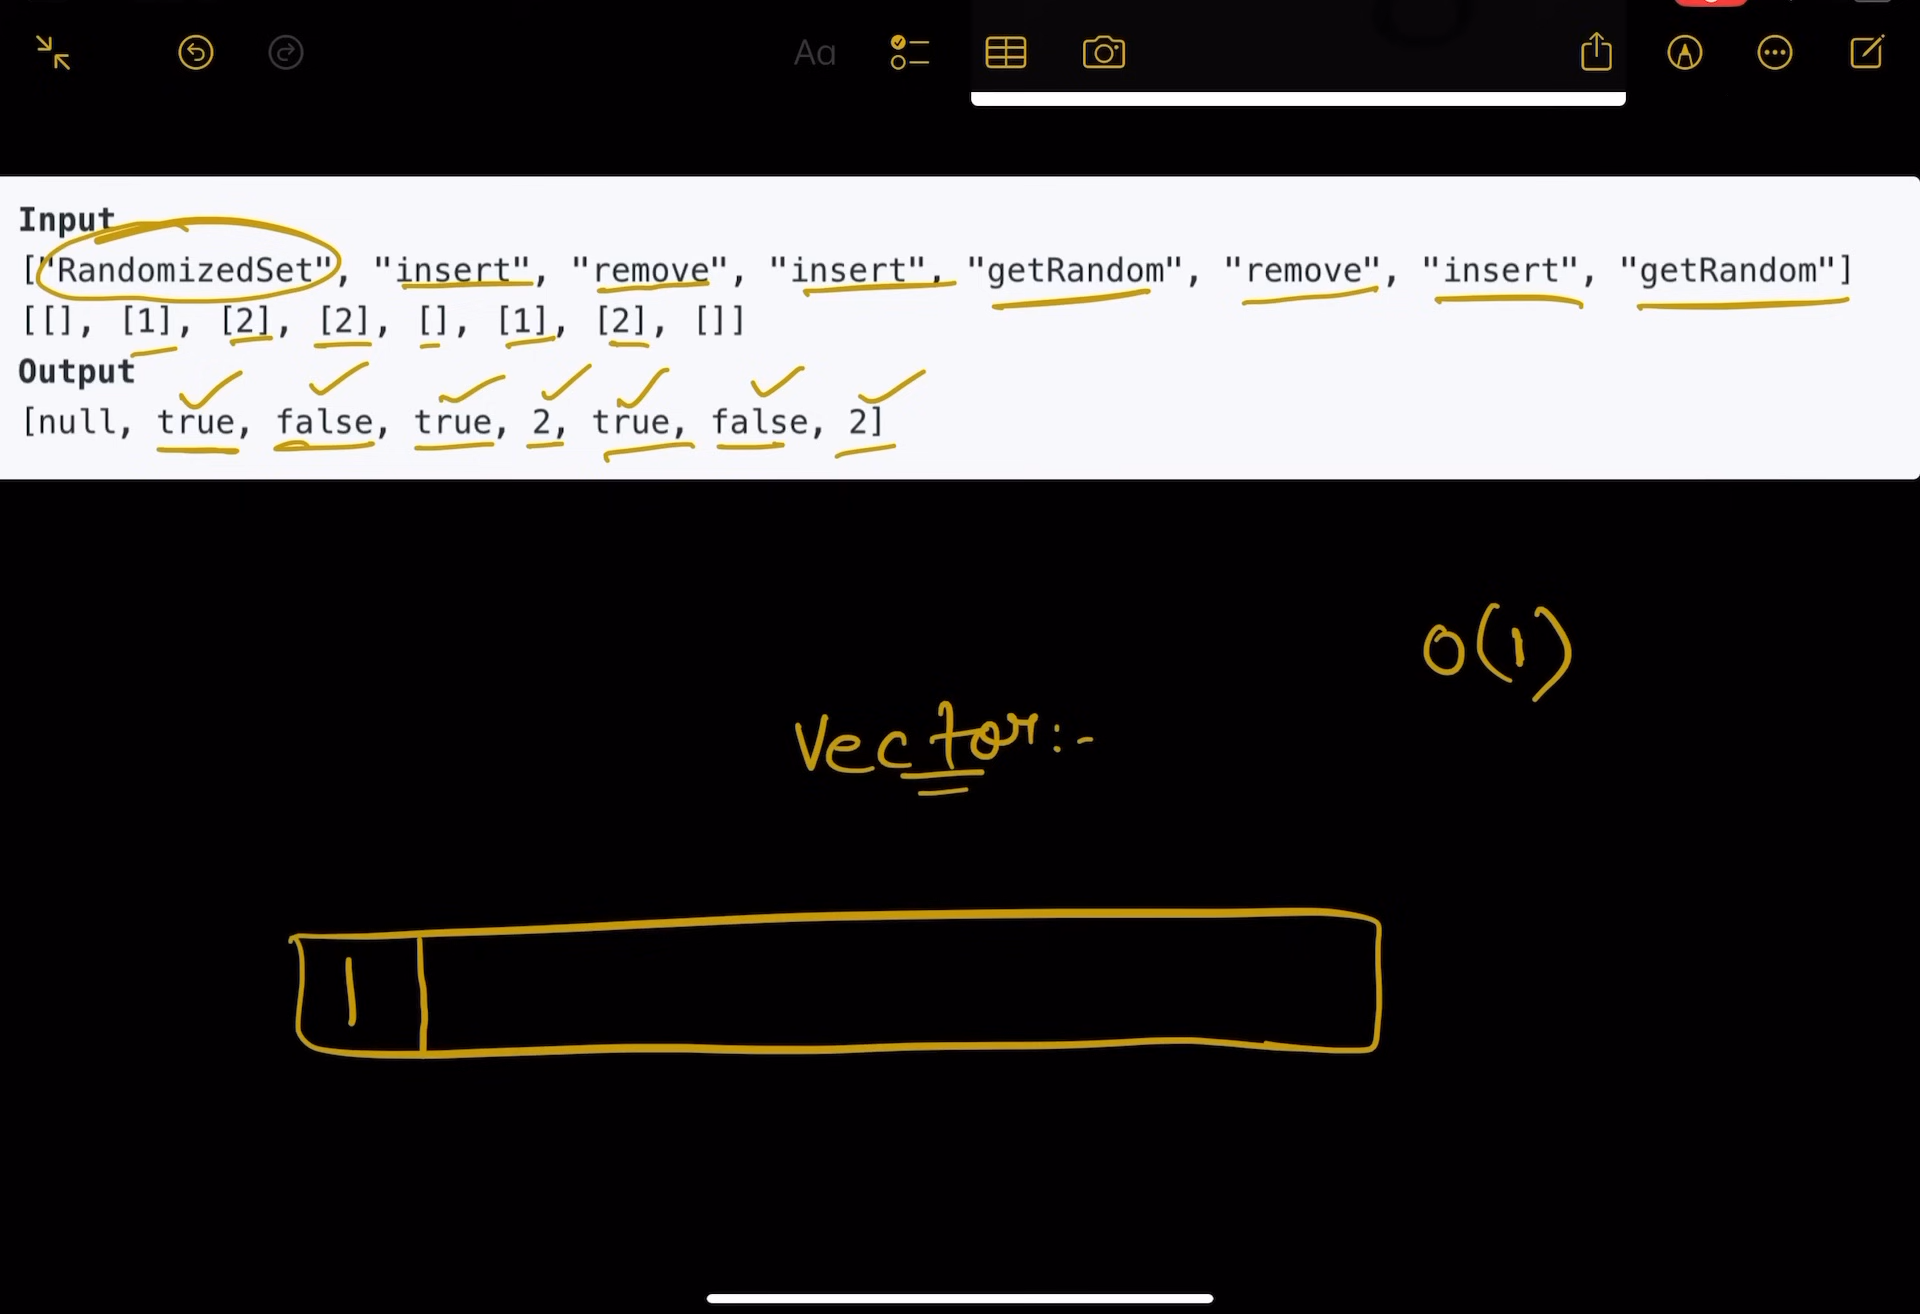 Aa
Input
["RandomizedSet", "insert", "remove", "insert", "getRandom", "remove", "insert", "getRandom"]
[[], [1], [2], [2], [], [1], [2], []]
Output
[null, true, false, true, 2, true, false, 2]
O(1)
Vector:-
1